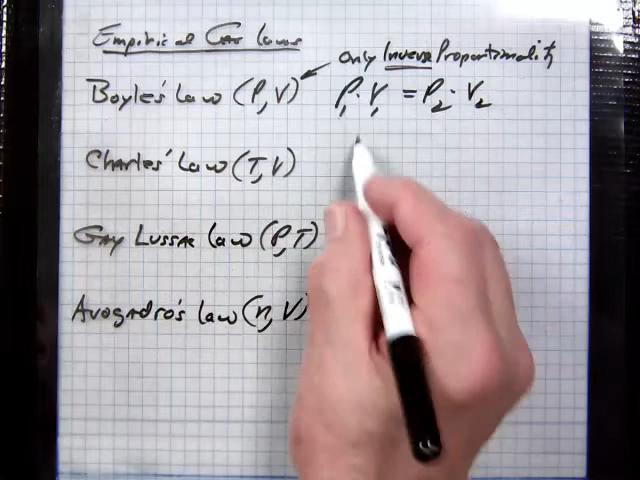 Empirical Gas Laws
only Inverse Proportionality
Boyle's Law (P, V) P₁ · V₁ = P₂ · V₂
Charles' Law (T, V)
Gay Lussac law (P, T)
Avogadro's law (n, V)